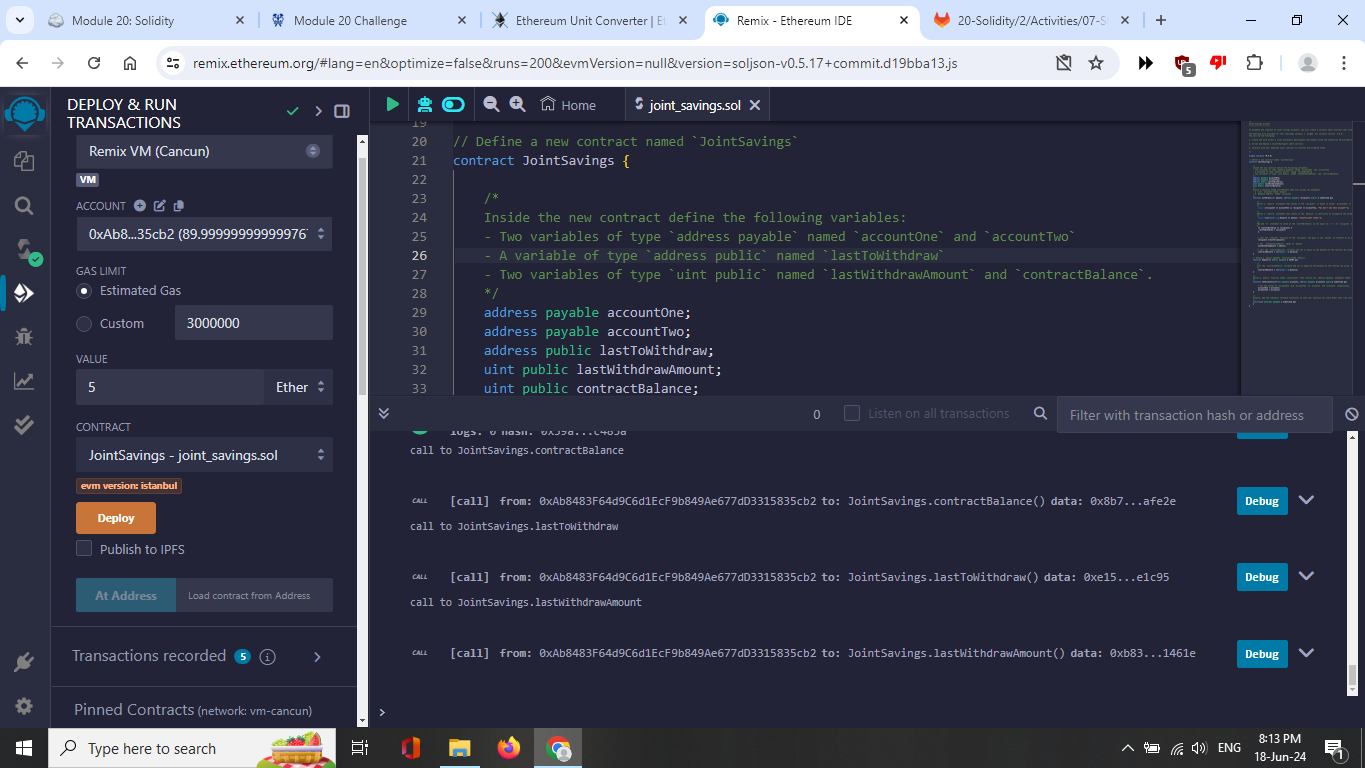 Module 20: Solidity
Module 20 Challenge
Ethereum Unit Converter | Et
Remix - Ethereum IDE
20-Solidity/2/Activities/07-S
remix.ethereum.org/#lang=en&optimize=false&runs=200&evmVersion=null&version=soljson-v0.5.17+commit.d19bba13.js
5
DEPLOY & RUN
TRANSACTIONS
Remix VM (Cancun)
VM
ACCOUNT
0xAb8...35cb2 (89.99999999999976
GAS LIMIT
Estimated Gas
Custom
3000000
VALUE
5
Ether
CONTRACT
JointSavings - joint_savings.sol
evm version: istanbul
Deploy
Publish to IPFS
At Address
Load contract from Address
Transactions recorded 5 i
Pinned Contracts (network: vm-cancun)
Home
joint_savings.sol
19
20 // Define a new contract named `JointSavings`
21 contract JointSavings {
22
23 /*
24 Inside the new contract define the following variables:
25 - Two variables of type `address payable` named `accountOne` and `accountTwo`
26 - A variable of type `address public` named `lastToWithdraw`
27 - Two variables of type `uint public` named `lastWithdrawAmount` and `contractBalance`.
28 */
29 address payable accountOne;
30 address payable accountTwo;
31 address public lastToWithdraw;
32 uint public lastWithdrawAmount;
33 uint public contractBalance;
0
Listen on all transactions
Filter with transaction hash or address
logs: 0 hash: 0x59a...c485a
call to JointSavings.contractBalance
CALL [call] from: 0xAb8483F64d9C6d1EcF9b849Ae677dD3315835cb2 to: JointSavings.contractBalance() data: 0x8b7...afe2e
Debug
call to JointSavings.lastToWithdraw
CALL [call] from: 0xAb8483F64d9C6d1EcF9b849Ae677dD3315835cb2 to: JointSavings.lastToWithdraw() data: 0xe15...e1c95
Debug
call to JointSavings.lastWithdrawAmount
CALL [call] from: 0xAb8483F64d9C6d1EcF9b849Ae677dD3315835cb2 to: JointSavings.lastWithdrawAmount() data: 0xb83...1461e
Debug
>
Type here to search
ENG
8:13 PM
18-Jun-24
1